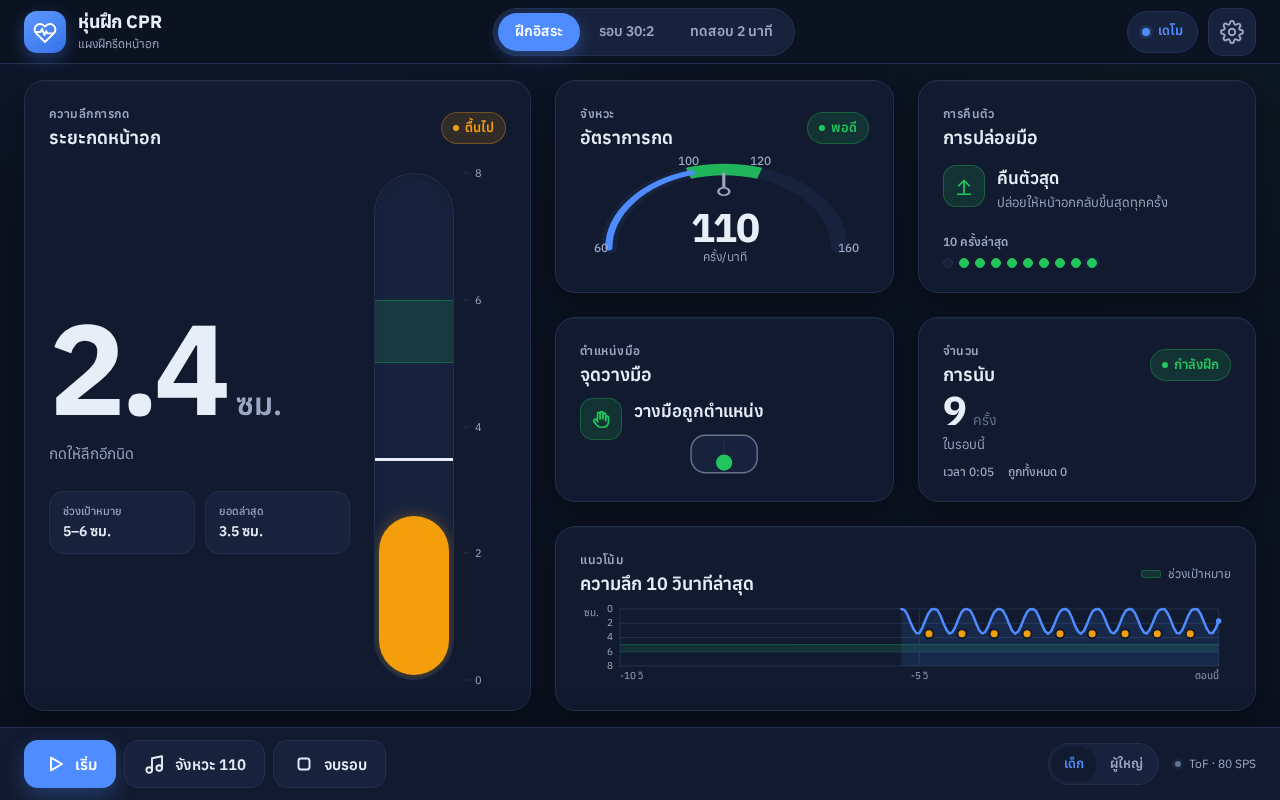 หุ่นฝึก CPR
แผงฝึกรีดหน้าอก
ฝึกอิสระ
รอบ 30:2
ทดสอบ 2 นาที
เดโม
ความลึกการกด
ระยะกดหน้าอก
ตื้นไป
8
6
4
2
0
2.4 ซม.
กดให้ลึกอีกนิด
ช่วงเป้าหมาย
5–6 ซม.
ยอดล่าสุด
3.5 ซม.
จังหวะ
อัตราการกด
พอดี
100
120
60
160
110
ครั้ง/นาที
การคืนตัว
การปล่อยมือ
คืนตัวสุด
ปล่อยให้หน้าอกกลับขึ้นสุดทุกครั้ง
10 ครั้งล่าสุด
ตำแหน่งมือ
จุดวางมือ
วางมือถูกตำแหน่ง
จำนวน
การนับ
กำลังฝึก
9 ครั้ง
ในรอบนี้
เวลา 0:05 ถูกทั้งหมด 0
แนวโน้ม
ความลึก 10 วินาทีล่าสุด
ช่วงเป้าหมาย
ซม.
0
2
4
6
8
-10 วิ
-5 วิ
ตอนนี้
เริ่ม
จังหวะ 110
จบรอบ
เด็ก
ผู้ใหญ่
ToF · 80 SPS